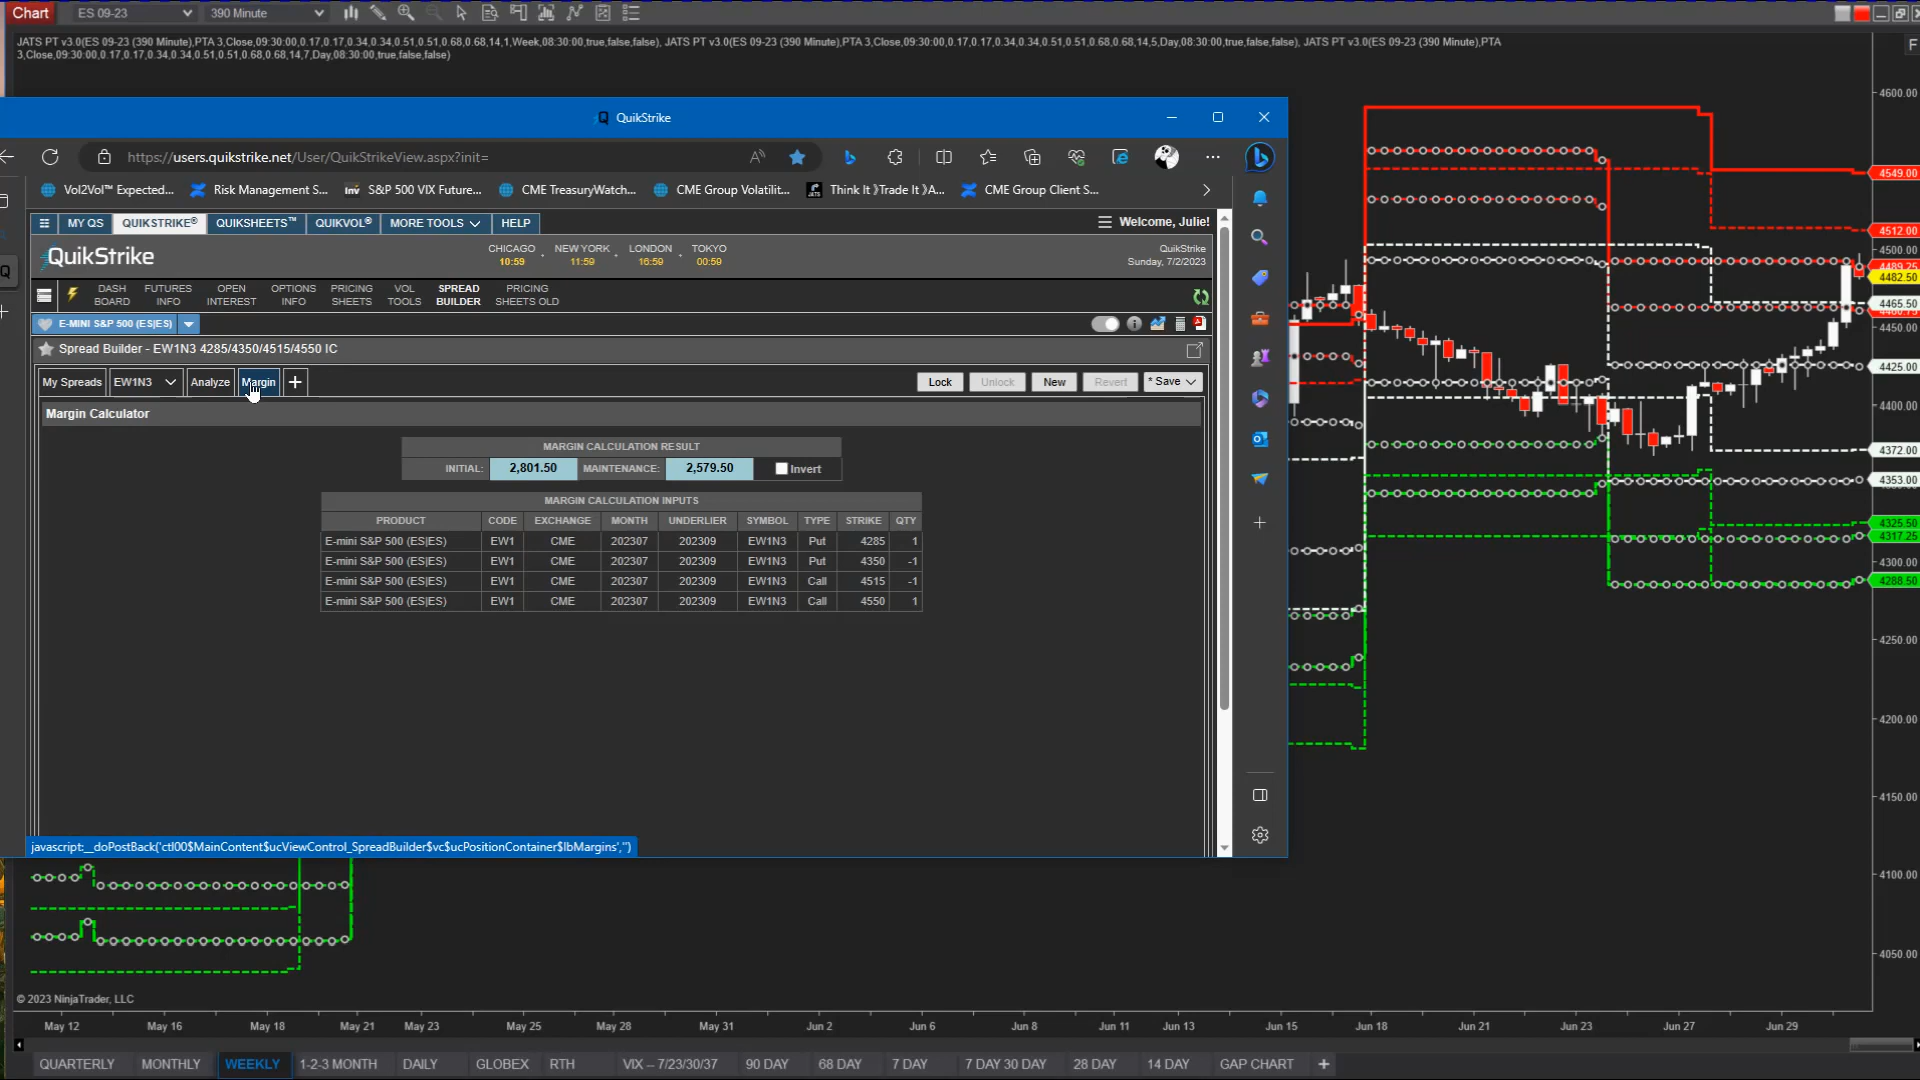 Chart ES 09-23 390 Minute
JATS PT v3.0(ES 09-23 (390 Minute),PTA 3,Close,09:30:00,0.17,0.17,0.34,0.34,0.51,0.51,0.68,0.68,14,1,Week,08:30:00,true,false,false), JATS PT v3.0(ES 09-23 (390 Minute),PTA 3,Close,09:30:00,0.17,0.17,0.34,0.34,0.51,0.51,0.68,0.68,14,5,Day,08:30:00,true,false,false), JATS PT v3.0(ES 09-23 (390 Minute),PTA
3,Close,09:30:00,0.17,0.17,0.34,0.34,0.51,0.51,0.68,0.68,14,7,Day,08:30:00,true,false,false)
F
QuikStrike
https://users.quikstrike.net/User/QuikStrikeView.aspx?init=
Vol2Vol™ Expected... Risk Management S... S&P 500 VIX Future... CME TreasuryWatch... CME Group Volatilit... Think It 》Trade It 》A... CME Group Client S...
MY QS QUIKSTRIKE® QUIKSHEETS™ QUIKVOL® MORE TOOLS HELP Welcome, Julie!
QuikStrike
CHICAGO NEW YORK LONDON TOKYO
10:59 11:59 16:59 00:59
QuikStrike
Sunday, 7/2/2023
DASH BOARD
FUTURES INFO
OPEN INTEREST
OPTIONS INFO
PRICING SHEETS
VOL TOOLS
SPREAD BUILDER
PRICING SHEETS OLD
E-MINI S&P 500 (ES|ES)
Spread Builder - EW1N3 4285/4350/4515/4550 IC
My Spreads EW1N3 Analyze Margin + Lock Unlock New Revert * Save
Margin Calculator
MARGIN CALCULATION RESULT
INITIAL: 2,801.50 MAINTENANCE: 2,579.50 Invert
MARGIN CALCULATION INPUTS
PRODUCT CODE EXCHANGE MONTH UNDERLIER SYMBOL TYPE STRIKE QTY
E-mini S&P 500 (ES|ES) EW1 CME 202307 202309 EW1N3 Put 4285 1
E-mini S&P 500 (ES|ES) EW1 CME 202307 202309 EW1N3 Put 4350 -1
E-mini S&P 500 (ES|ES) EW1 CME 202307 202309 EW1N3 Call 4515 -1
E-mini S&P 500 (ES|ES) EW1 CME 202307 202309 EW1N3 Call 4550 1
javascript:__doPostBack('ctl00$MainContent$ucViewControl_SpreadBuilder$vc$ucPositionContainer$lbMargins','')
4600.00
4549.00
4512.00
4500.00
4489.25
4482.50
4465.50
4450.00
4425.00
4400.00
4372.00
4353.00
4325.50
4317.25
4300.00
4288.50
4250.00
4200.00
4150.00
4100.00
4050.00
© 2023 NinjaTrader, LLC
May 12 May 16 May 18 May 21 May 23 May 25 May 28 May 31 Jun 2 Jun 6 Jun 8 Jun 11 Jun 13 Jun 15 Jun 18 Jun 21 Jun 23 Jun 27 Jun 29
QUARTERLY MONTHLY WEEKLY 1-2-3 MONTH DAILY GLOBEX RTH VIX -- 7/23/30/37 90 DAY 68 DAY 7 DAY 7 DAY 30 DAY 28 DAY 14 DAY GAP CHART +